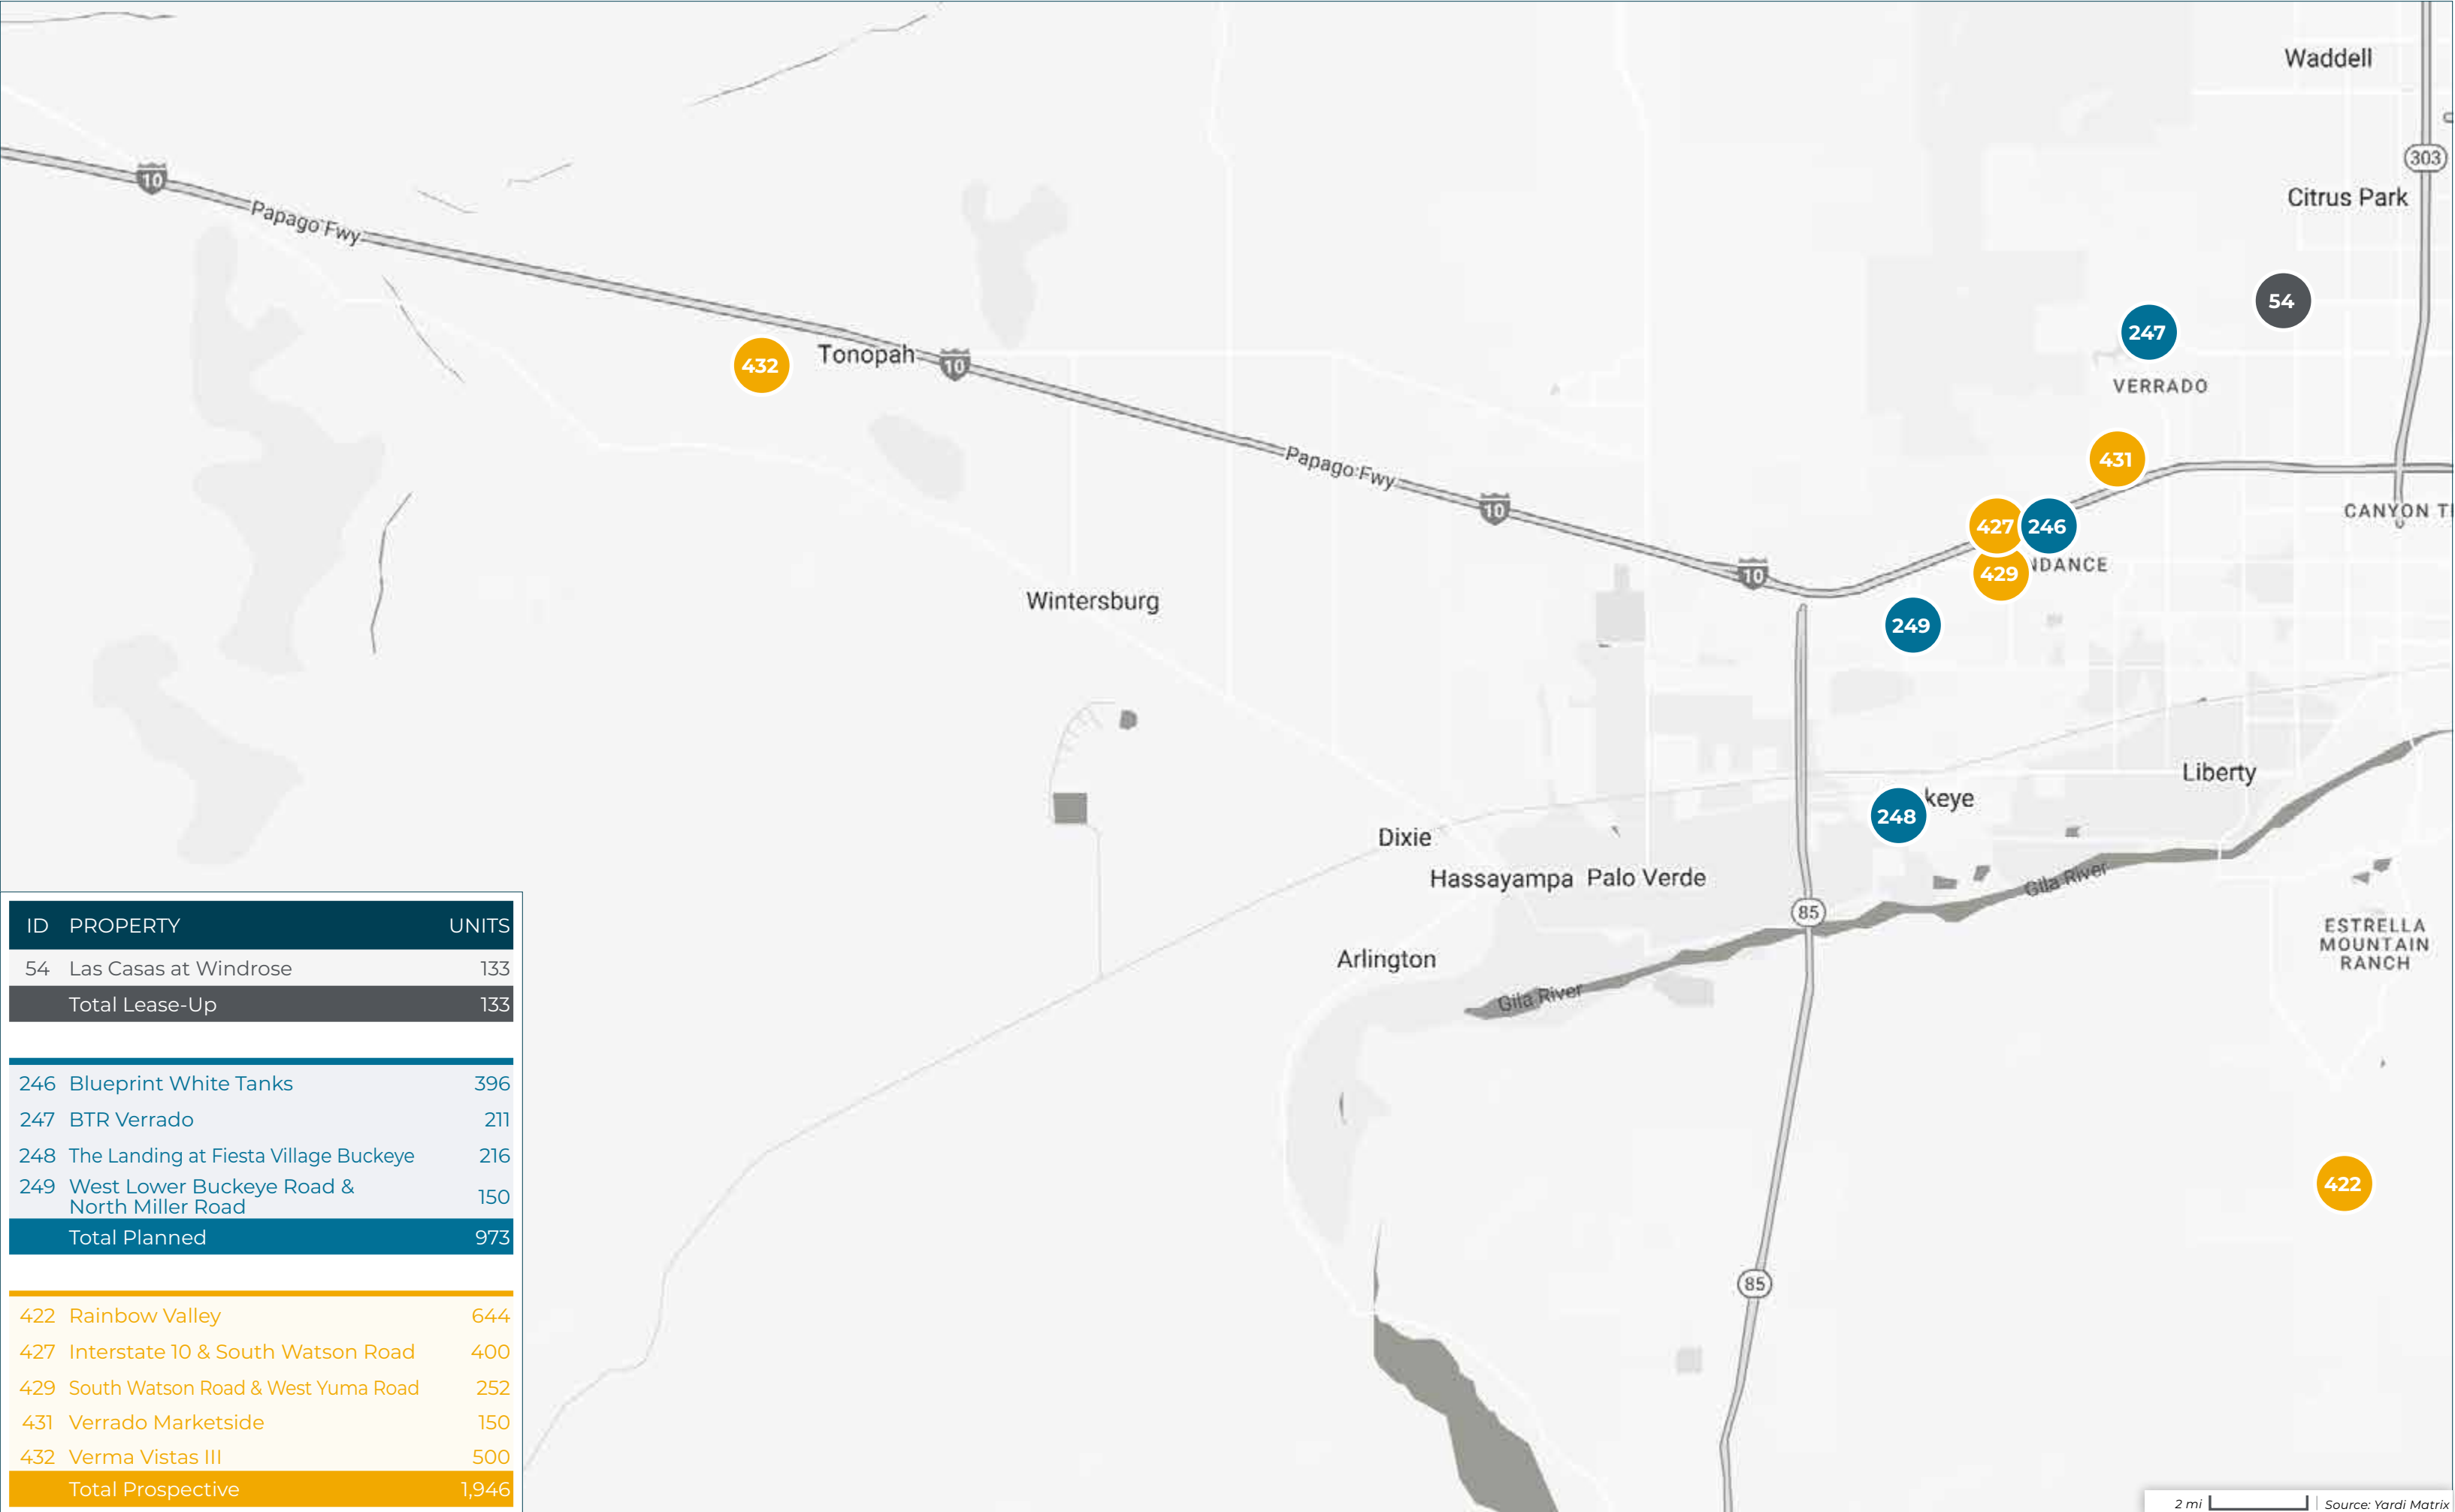 Waddell
303
Citrus Park
10
Papago Fwy
54
247
Tonopah
10
432
VERRADO
431
Papago Fwy
10
CANYON
427
246
10
429
NDANCE
Wintersburg
249
Liberty
keye
248
Dixie
Hassayampa
Palo Verde
Gila River
85
ESTRELLA
MOUNTAIN
RANCH
Arlington
Gila River
422
85
ID PROPERTY UNITS
54 Las Casas at Windrose 133
Total Lease-Up 133
246 Blueprint White Tanks 396
247 BTR Verrado 211
248 The Landing at Fiesta Village Buckeye 216
249 West Lower Buckeye Road &
North Miller Road 150
Total Planned 973
422 Rainbow Valley 644
427 Interstate 10 & South Watson Road 400
429 South Watson Road & West Yuma Road 252
431 Verrado Marketside 150
432 Verma Vistas III 500
Total Prospective 1,946
2 mi
Source: Yardi Matrix